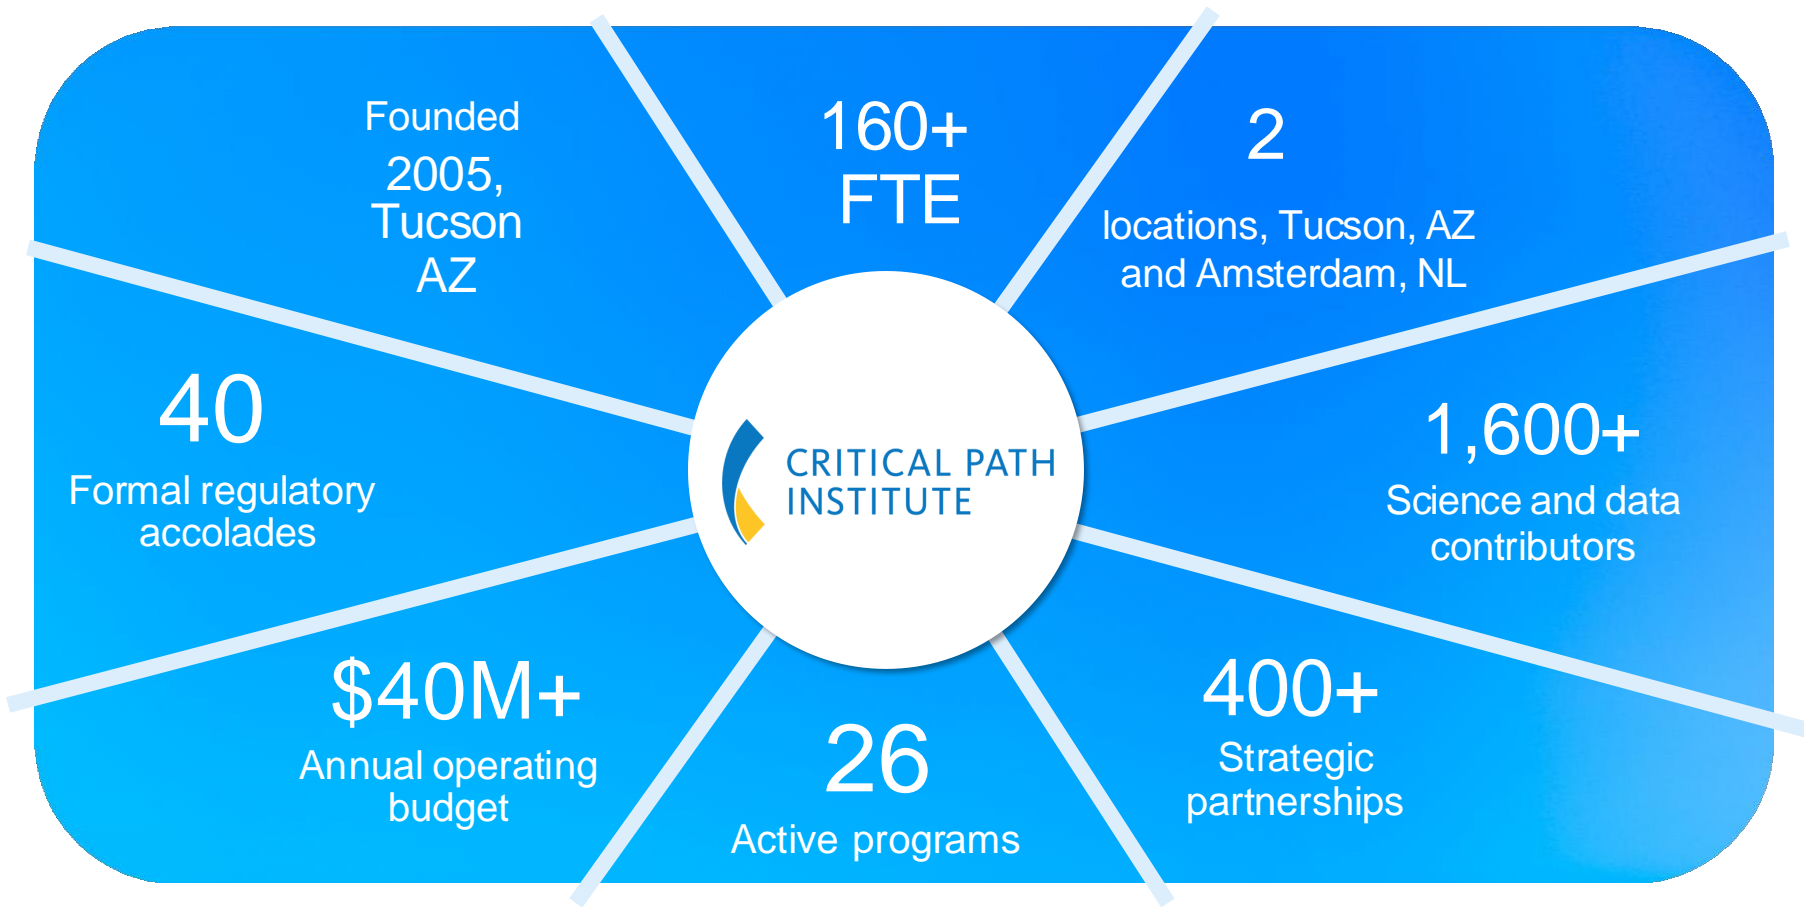 Founded
2005,
Tucson
AZ
160+
FTE
2
locations, Tucson, AZ
and Amsterdam, NL
40
Formal regulatory
accolades
CRITICAL PATH
INSTITUTE
1,600+
Science and data
contributors
$40M+
Annual operating
budget
26
Active programs
400+
Strategic
partnerships